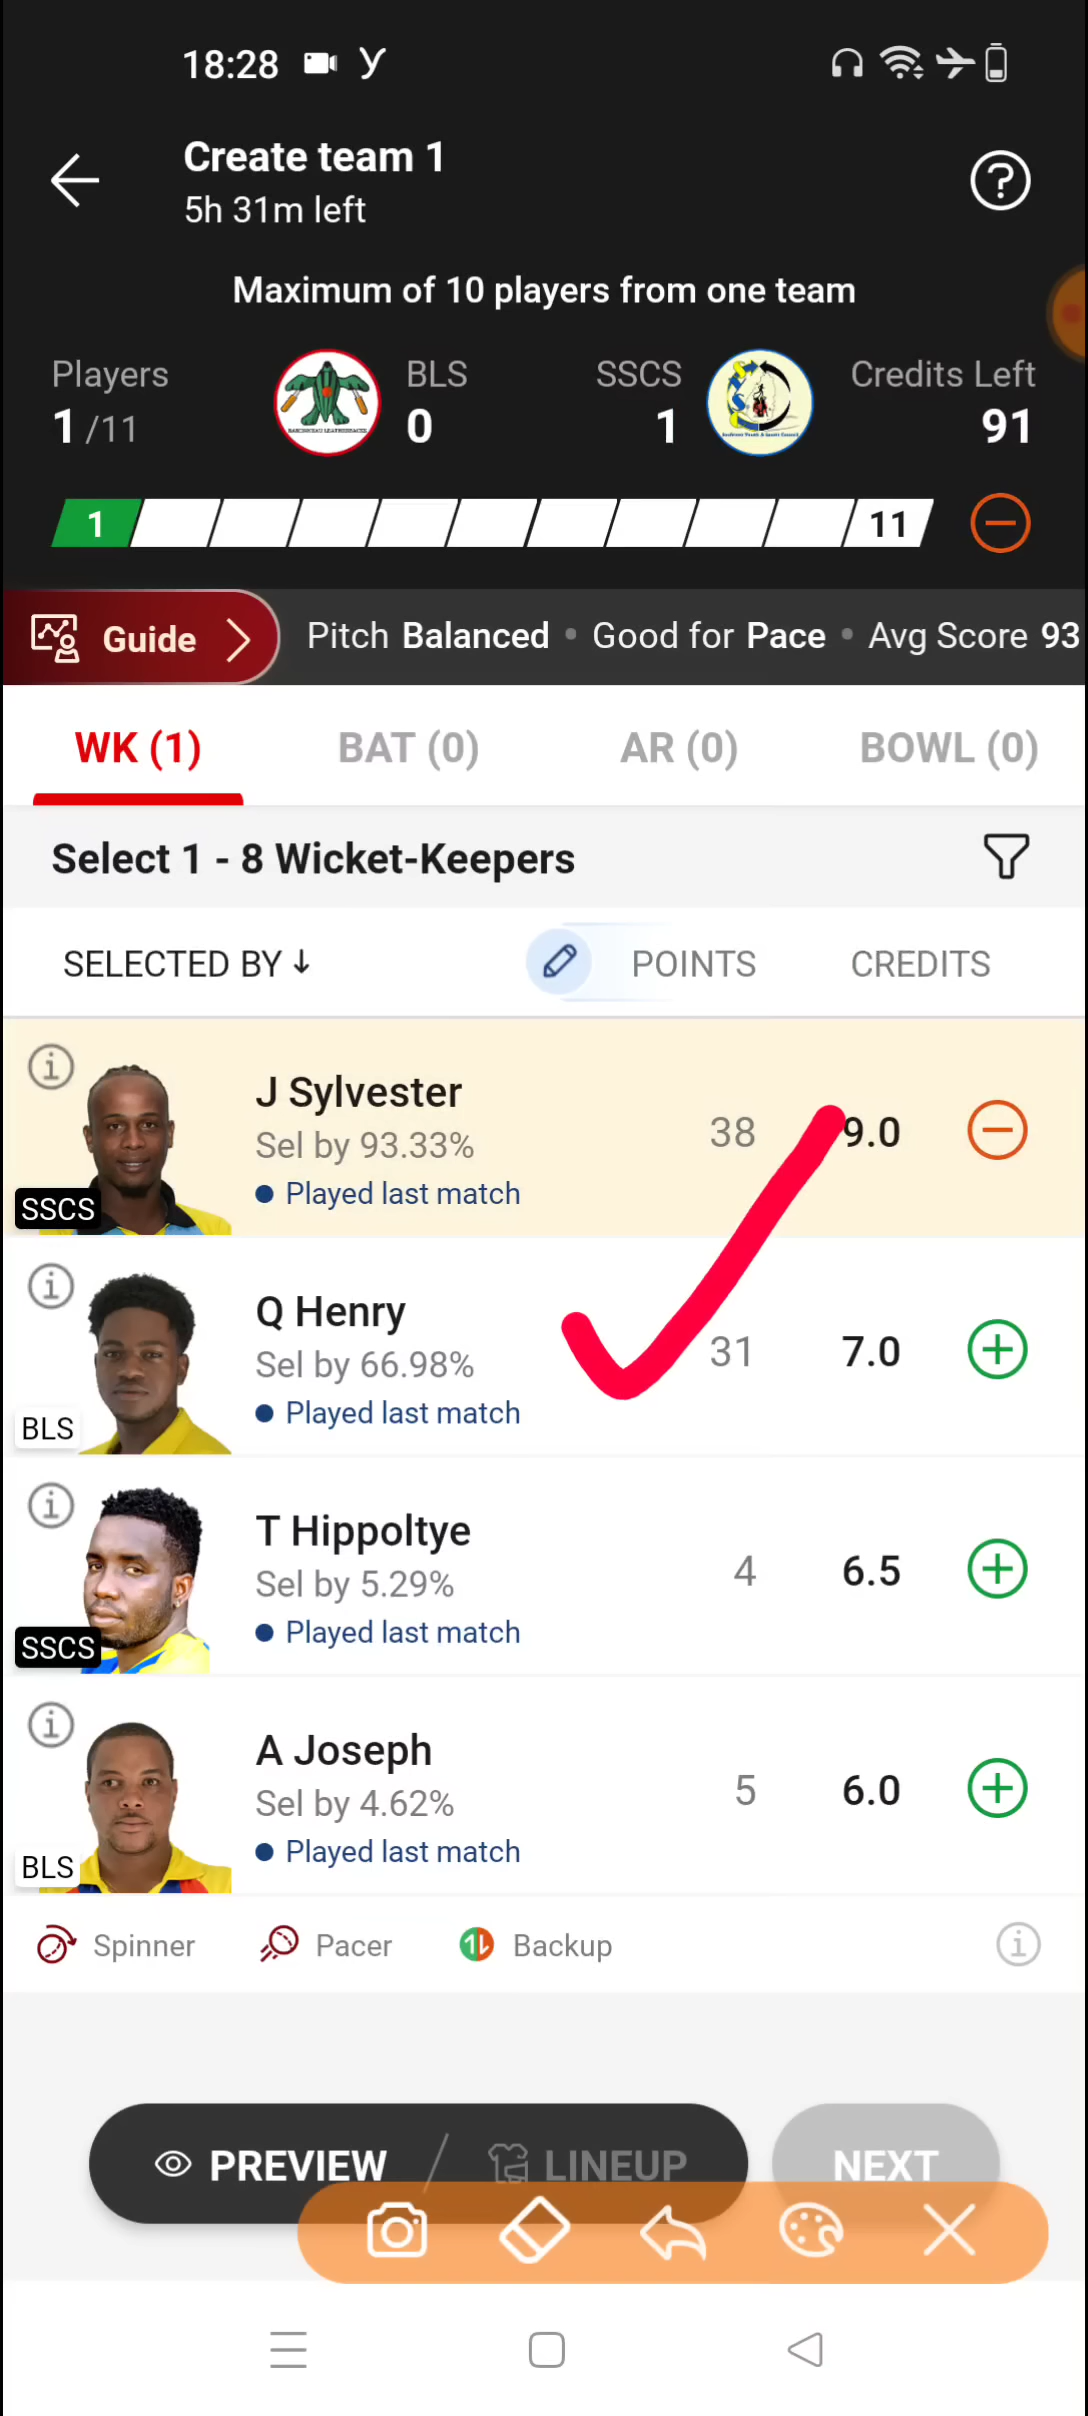 18:28
Create team 1
5h 31m left
Maximum of 10 players from one team
Players
1 /11
BLS
0
SSCS
1
Credits Left
91
1
11
Guide
Pitch Balanced • Good for Pace • Avg Score 93
WK (1) BAT (0) AR (0) BOWL (0)
Select 1 - 8 Wicket-Keepers
SELECTED BY ↓ POINTS CREDITS
J Sylvester
Sel by 93.33%
Played last match
SSCS
38 9.0
Q Henry
Sel by 66.98%
Played last match
BLS
31 7.0
T Hippoltye
Sel by 5.29%
Played last match
SSCS
4 6.5
A Joseph
Sel by 4.62%
Played last match
BLS
5 6.0
Spinner Pacer Backup
PREVIEW / LINEUP NEXT